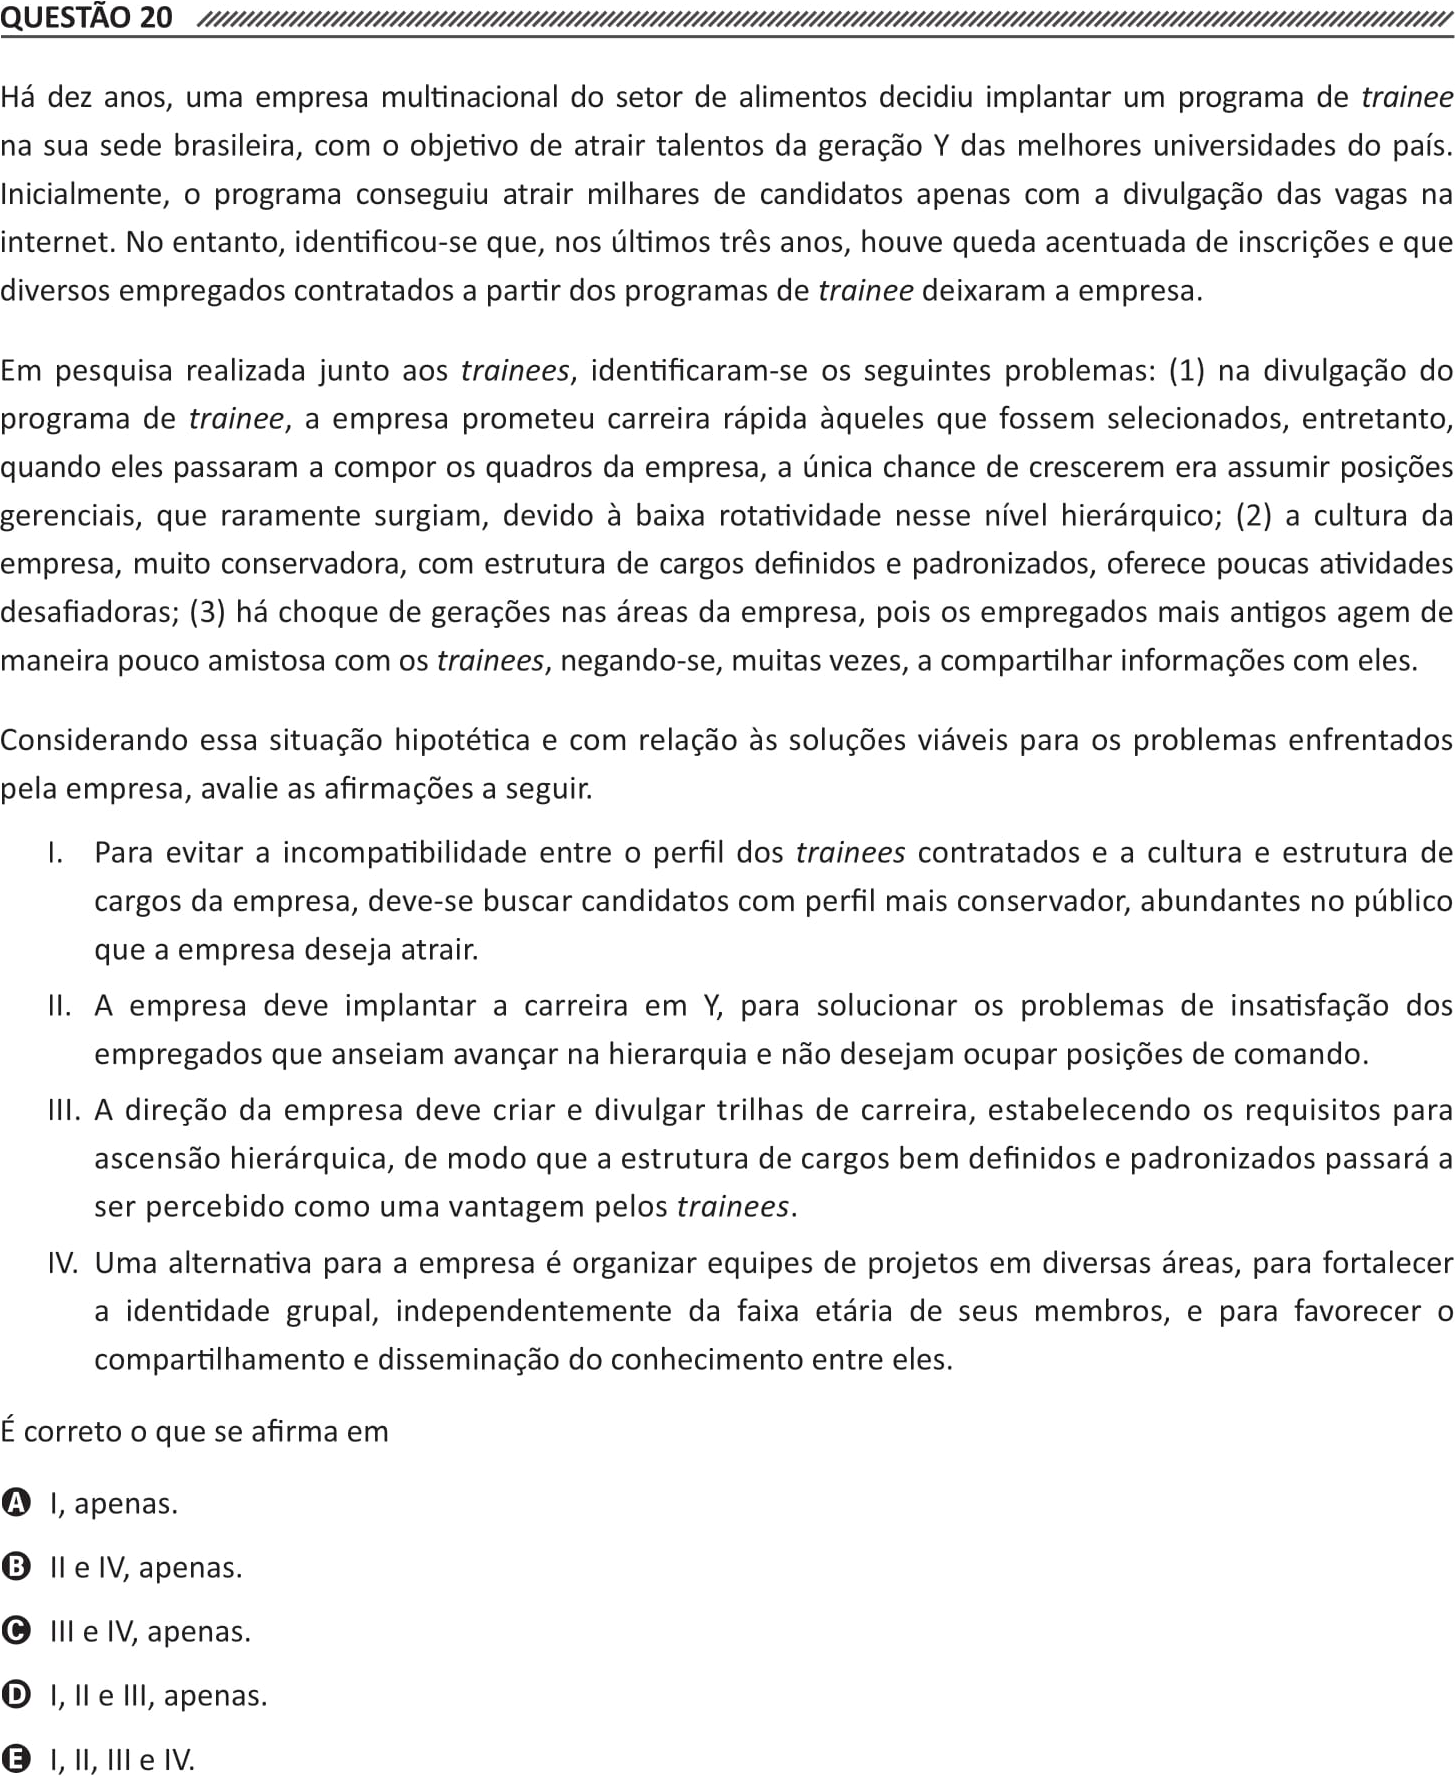 QUESTÃO 20
Há dez anos, uma empresa multinacional do setor de alimentos decidiu implantar um programa de trainee
na sua sede brasileira, com o objetivo de atrair talentos da geração Y das melhores universidades do país.
Inicialmente, o programa conseguiu atrair milhares de candidatos apenas com a divulgação das vagas na
internet. No entanto, identificou-se que, nos últimos três anos, houve queda acentuada de inscrições e que
diversos empregados contratados a partir dos programas de trainee deixaram a empresa.
Em pesquisa realizada junto aos trainees, identificaram-se os seguintes problemas: (1) na divulgação do
programa de trainee, a empresa prometeu carreira rápida àqueles que fossem selecionados, entretanto,
quando eles passaram a compor os quadros da empresa, a única chance de crescerem era assumir posições
gerenciais, que raramente surgiam, devido à baixa rotatividade nesse nível hierárquico; (2) a cultura da
empresa, muito conservadora, com estrutura de cargos definidos e padronizados, oferece poucas atividades
desafiadoras; (3) há choque de gerações nas áreas da empresa, pois os empregados mais antigos agem de
maneira pouco amistosa com os trainees, negando-se, muitas vezes, a compartilhar informações com eles.
Considerando essa situação hipotética e com relação às soluções viáveis para os problemas enfrentados
pela empresa, avalie as afirmações a seguir.
I. Para evitar a incompatibilidade entre o perfil dos trainees contratados e a cultura e estrutura de
cargos da empresa, deve-se buscar candidatos com perfil mais conservador, abundantes no público
que a empresa deseja atrair.
II. A empresa deve implantar a carreira em Y, para solucionar os problemas de insatisfação dos
empregados que anseiam avançar na hierarquia e não desejam ocupar posições de comando.
III. A direção da empresa deve criar e divulgar trilhas de carreira, estabelecendo os requisitos para
ascensão hierárquica, de modo que a estrutura de cargos bem definidos e padronizados passará a
ser percebido como uma vantagem pelos trainees.
IV. Uma alternativa para a empresa é organizar equipes de projetos em diversas áreas, para fortalecer
a identidade grupal, independentemente da faixa etária de seus membros, e para favorecer o
compartilhamento e disseminação do conhecimento entre eles.
É correto o que se afirma em
A I, apenas.
B II e IV, apenas.
C III e IV, apenas.
D I, II e III, apenas.
E I, II, III e IV.